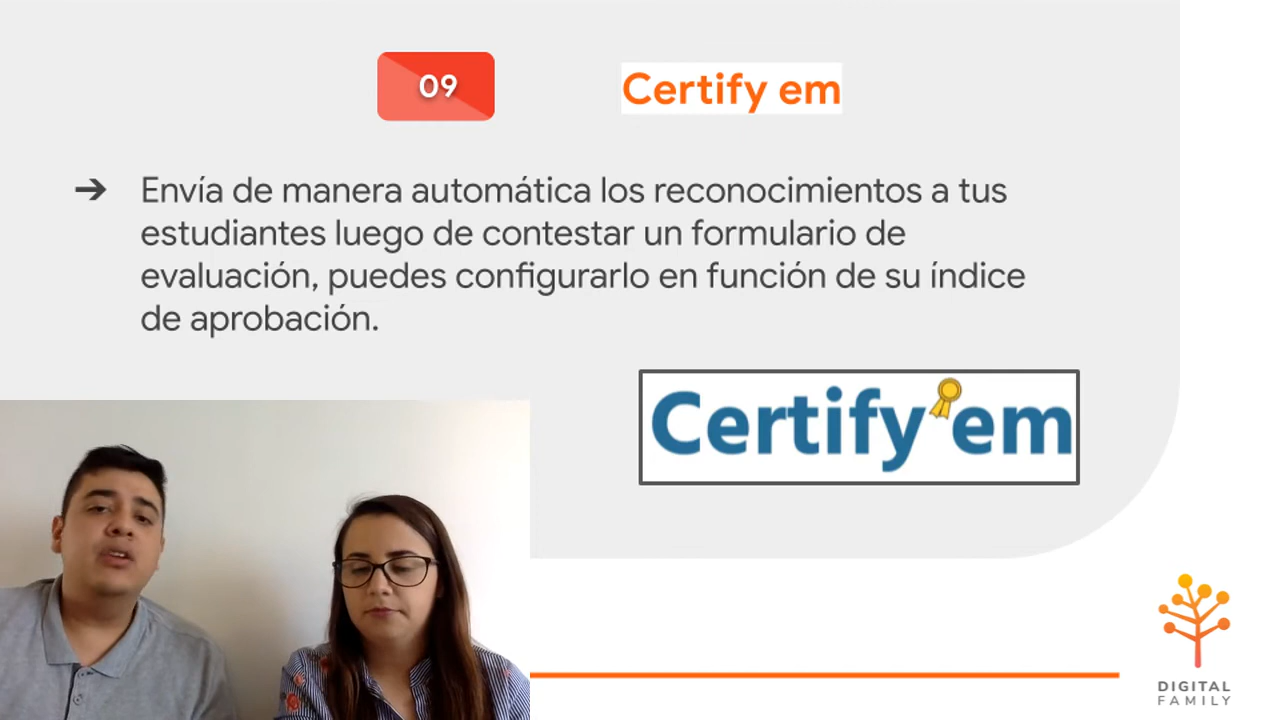 09
Certify em
➔ Envía de manera automática los reconocimientos a tus
estudiantes luego de contestar un formulario de
evaluación, puedes configurarlo en función de su índice
de aprobación.
Certify'em
DIGITAL
FAMILY